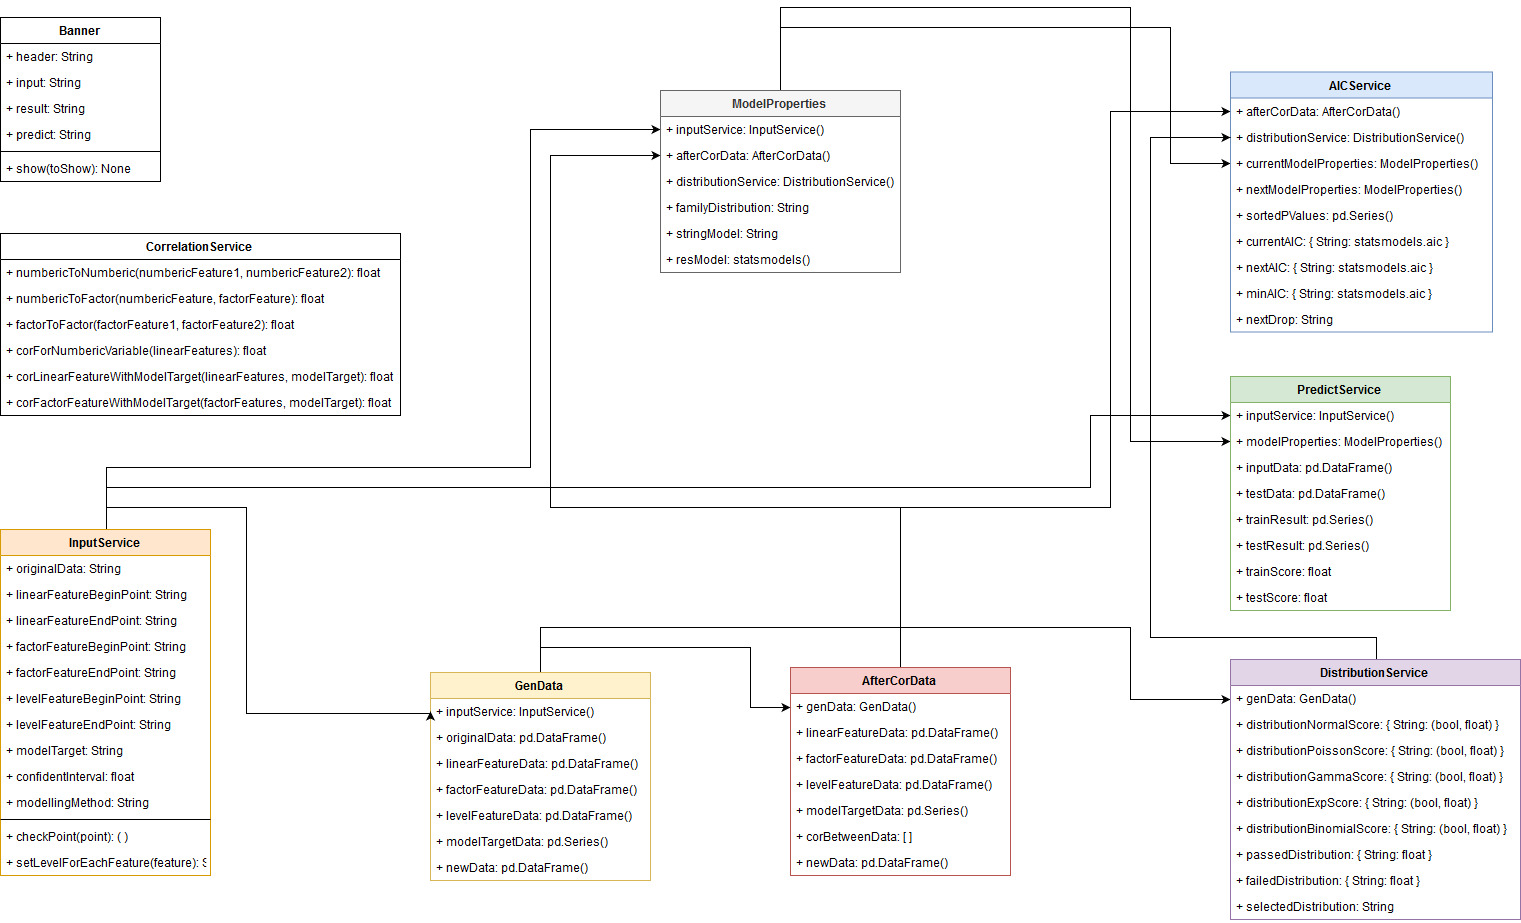 Banner
+ header: String
+ input: String
+ result: String
+ predict: String
+ show(toShow): None
CorrelationService
+ numbericToNumberic(numbericFeature1, numbericFeature2): float
+ numbericToFactor(numbericFeature, factorFeature): float
+ factorToFactor(factorFeature1, factorFeature2): float
+ corForNumbericVariable(linearFeatures): float
+ corLinearFeatureWithModelTarget(linearFeatures, modelTarget): float
+ corFactorFeatureWithModelTarget(factorFeatures, modelTarget): float
InputService
+ originalData: String
+ linearFeatureBeginPoint: String
+ linearFeatureEndPoint: String
+ factorFeatureBeginPoint: String
+ factorFeatureEndPoint: String
+ levelFeatureBeginPoint: String
+ levelFeatureEndPoint: String
+ modelTarget: String
+ confidentInterval: float
+ modellingMethod: String
+ checkPoint(point): ( )
+ setLevelForEachFeature(feature): S
GenData
+ inputService: InputService()
+ originalData: pd.DataFrame()
+ linearFeatureData: pd.DataFrame()
+ factorFeatureData: pd.DataFrame()
+ levelFeatureData: pd.DataFrame()
+ modelTargetData: pd.Series()
+ newData: pd.DataFrame()
ModelProperties
+ inputService: InputService()
+ afterCorData: AfterCorData()
+ distributionService: DistributionService()
+ familyDistribution: String
+ stringModel: String
+ resModel: statsmodels()
AfterCorData
+ genData: GenData()
+ linearFeatureData: pd.DataFrame()
+ factorFeatureData: pd.DataFrame()
+ levelFeatureData: pd.DataFrame()
+ modelTargetData: pd.Series()
+ corBetweenData: [ ]
+ newData: pd.DataFrame()
AICService
+ afterCorData: AfterCorData()
+ distributionService: DistributionService()
+ currentModelProperties: ModelProperties()
+ nextModelProperties: ModelProperties()
+ sortedPValues: pd.Series()
+ currentAIC: { String: statsmodels.aic }
+ nextAIC: { String: statsmodels.aic }
+ minAIC: { String: statsmodels.aic }
+ nextDrop: String
PredictService
+ inputService: InputService()
+ modelProperties: ModelProperties()
+ inputData: pd.DataFrame()
+ testData: pd.DataFrame()
+ trainResult: pd.Series()
+ testResult: pd.Series()
+ trainScore: float
+ testScore: float
DistributionService
+ genData: GenData()
+ distributionNormalScore: { String: (bool, float) }
+ distributionPoissonScore: { String: (bool, float) }
+ distributionGammaScore: { String: (bool, float) }
+ distributionExpScore: { String: (bool, float) }
+ distributionBinomialScore: { String: (bool, float) }
+ passedDistribution: { String: float }
+ failedDistribution: { String: float }
+ selectedDistribution: String